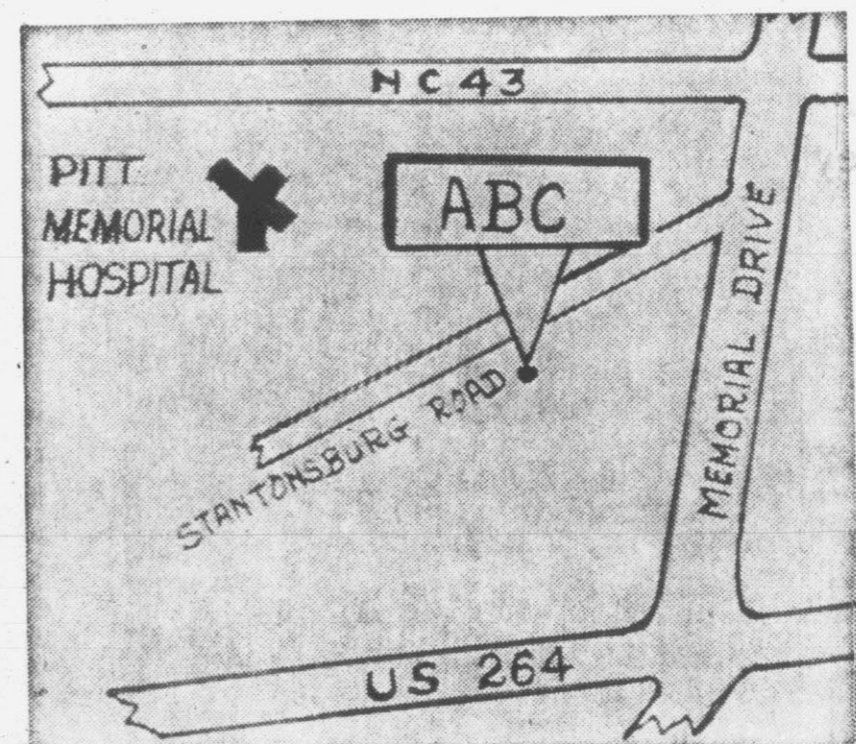 NC 43
PITT
MEMORIAL
HOSPITAL
ABC
MEMORIAL DRIVE
STANTONSBURG ROAD
US 264